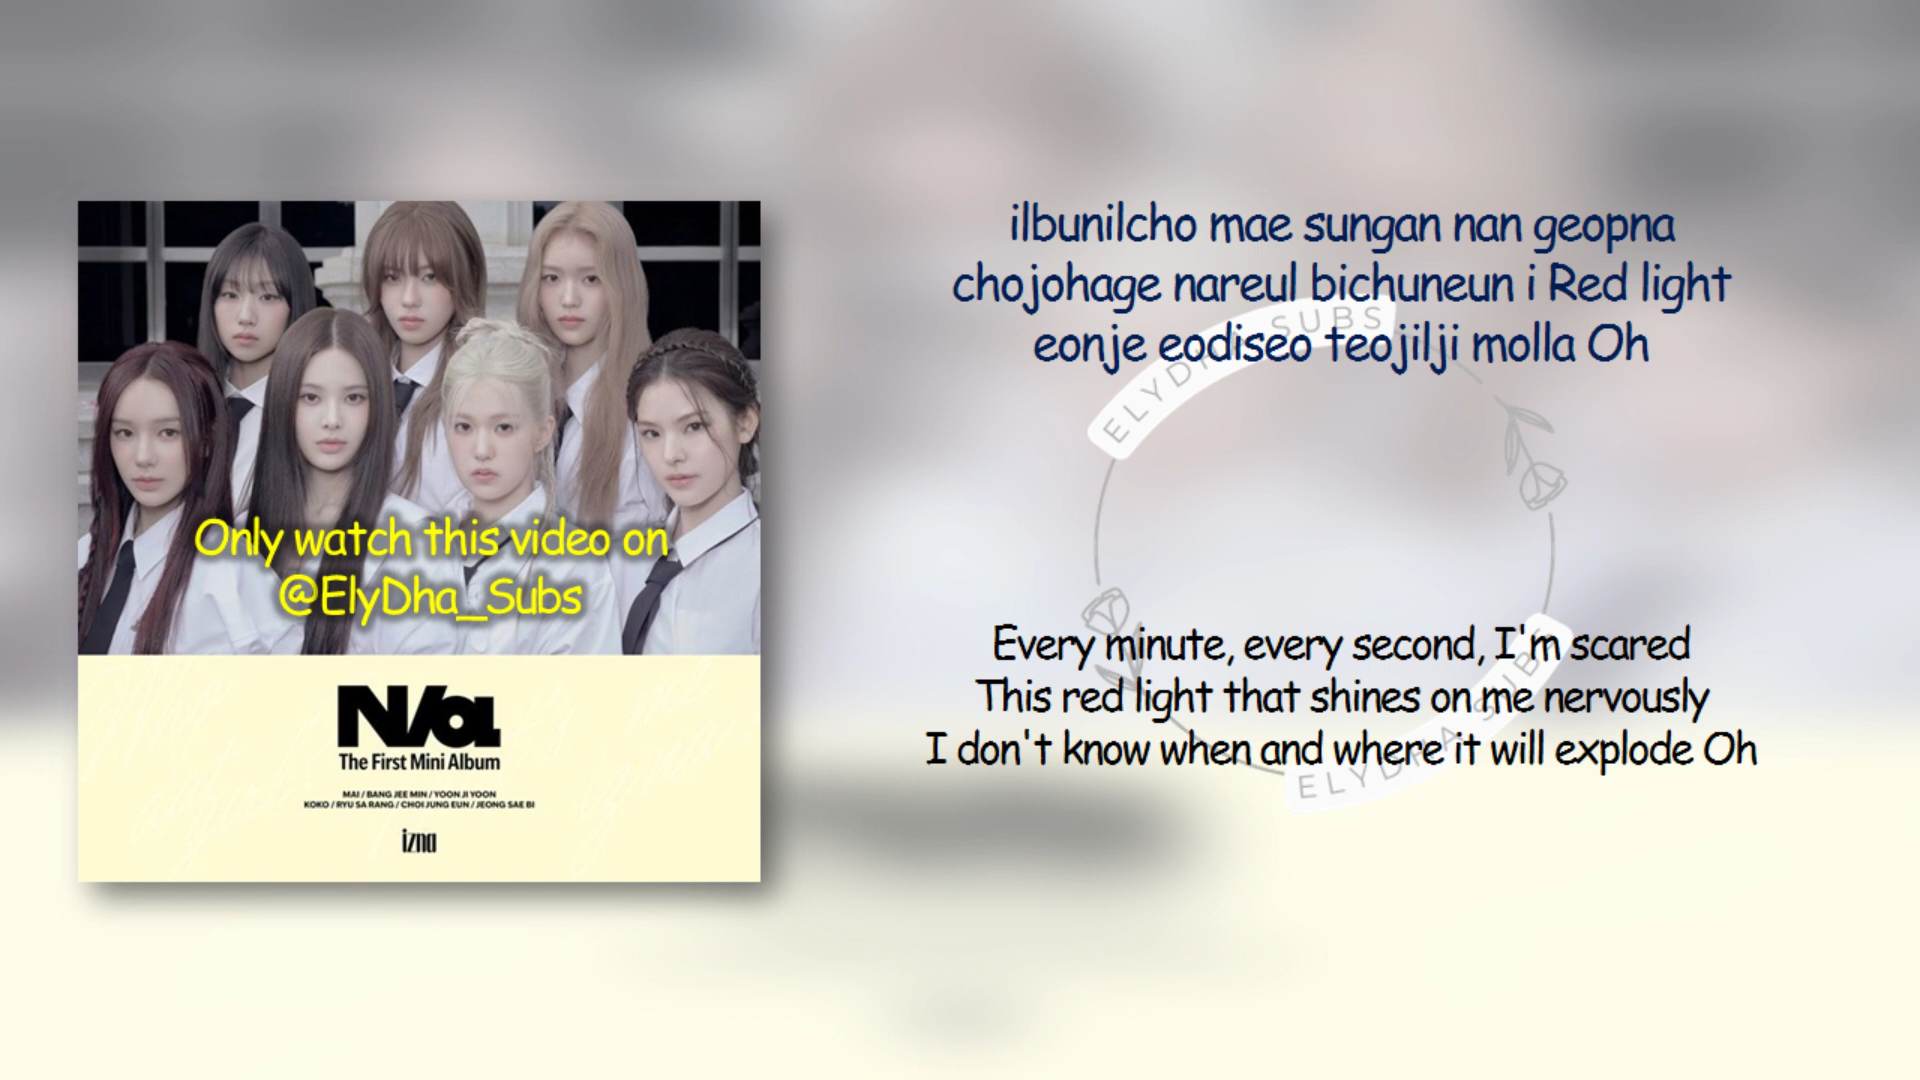 Only watch this video on
@ElyDha_Subs
N/a
The First Mini Album
MAI / BANG JEE MIN / YOON JI YOON
KOKO / RYU SA RANG / CHOI JUNG EUN / JEONG SAE BI
izna
ilbunilcho mae sungan nan geopna
chojohage nareul bichuneun i Red light
eonje eodiseo teojilji molla Oh
ELYDHA SUBS
Every minute, every second, I'm scared
This red light that shines on me nervously
I don't know when and where it will explode Oh
ELYDHA SUBS